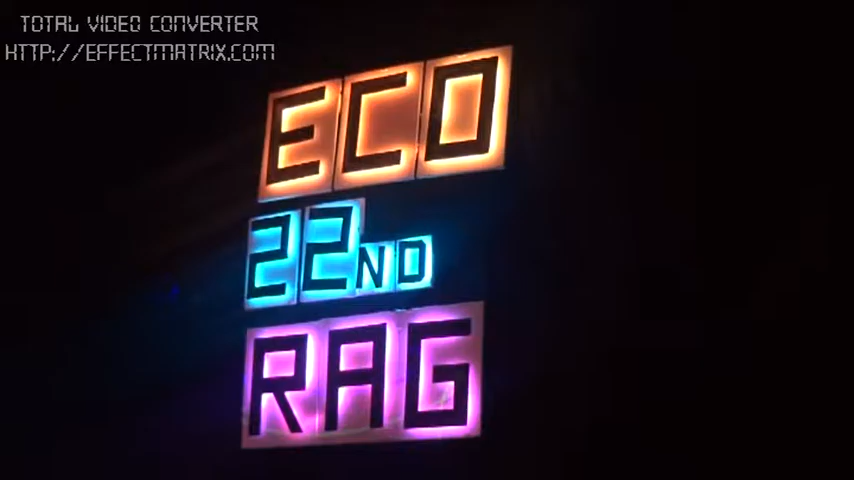 TOTAL VIDEO CONVERTER
HTTP://EFFECTMATRIX.COM
ECO
22ND
RAG